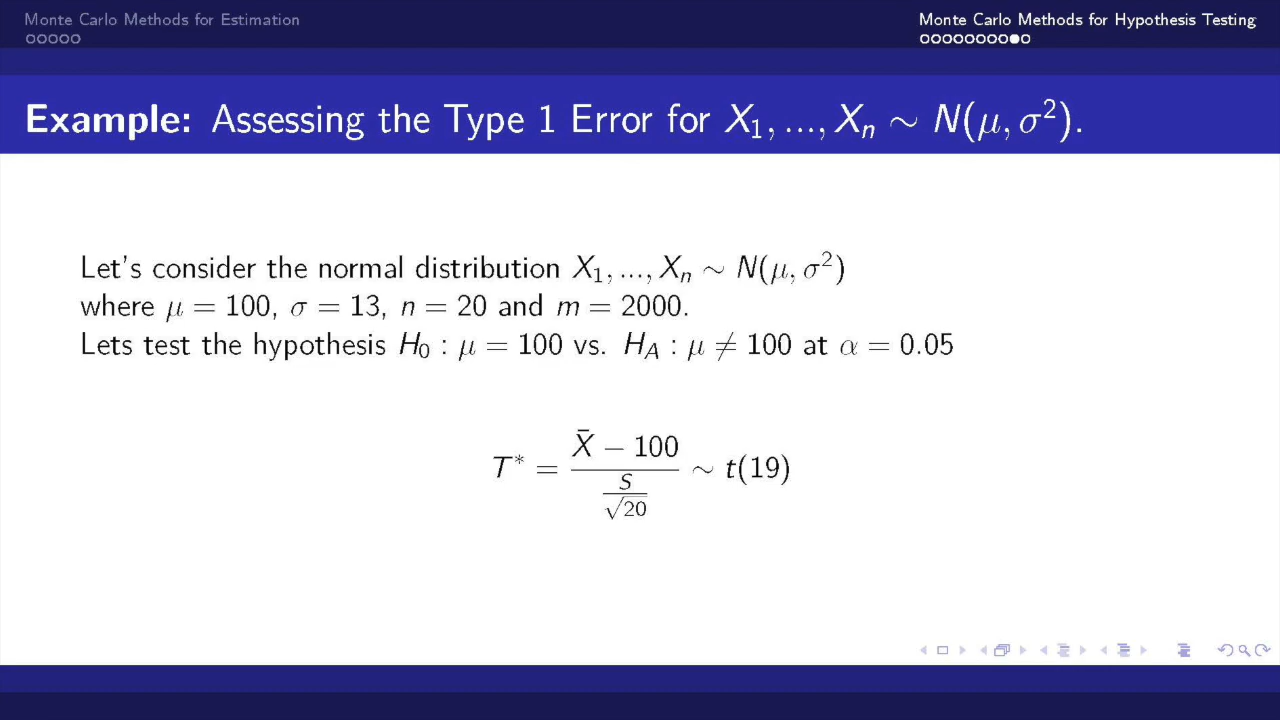 Monte Carlo Methods for Estimation
Monte Carlo Methods for Hypothesis Testing
Example: Assessing the Type 1 Error for X₁, ..., Xₙ ∼ N(μ, σ²).
Let's consider the normal distribution X₁, ..., Xₙ ∼ N(μ, σ²)
where μ = 100, σ = 13, n = 20 and m = 2000.
Lets test the hypothesis H₀ : μ = 100 vs. H_A : μ ≠ 100 at α = 0.05
T* = (X̄ − 100) / (S / √20) ∼ t(19)